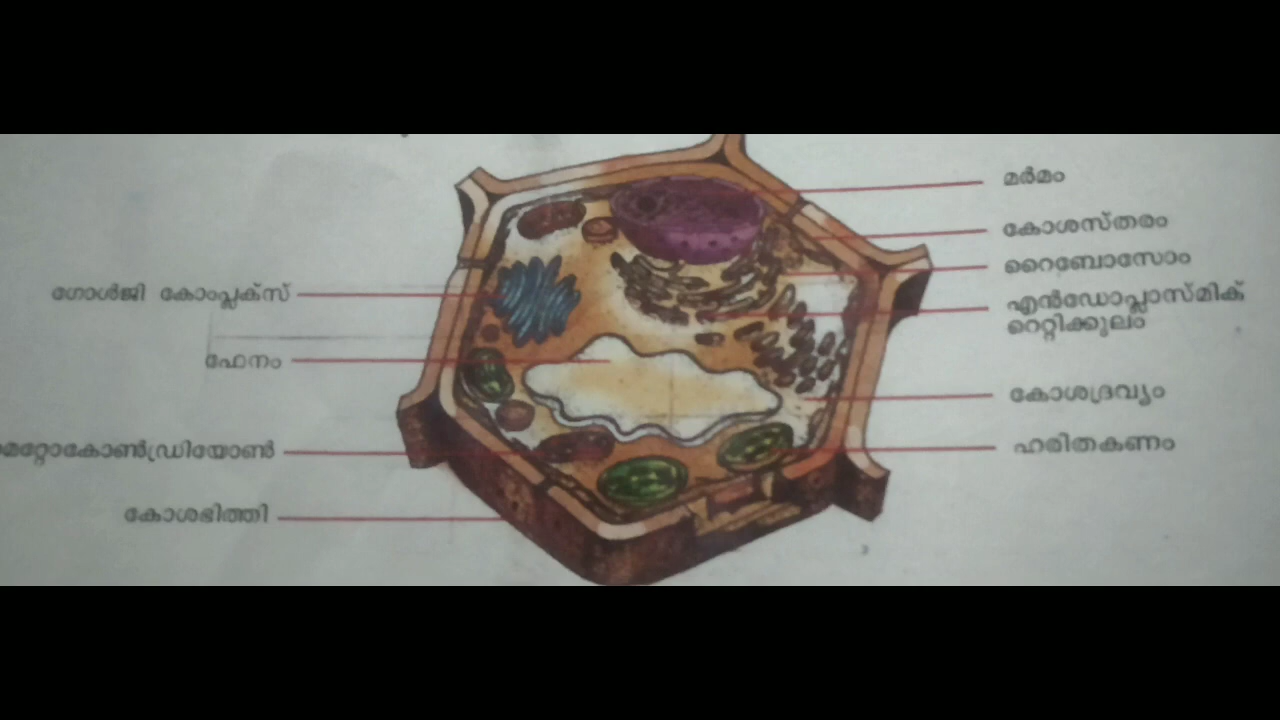 മർമം
കോശസ്തരം
റൈബോസോം
എൻഡോപ്ലാസ്മിക്
റെറ്റിക്കുലം
കോശദ്രവ്യം
ഹരിതകണം
ഗോൾജി കോംപ്ലക്സ്
ഫേനം
കോശഭിത്തി